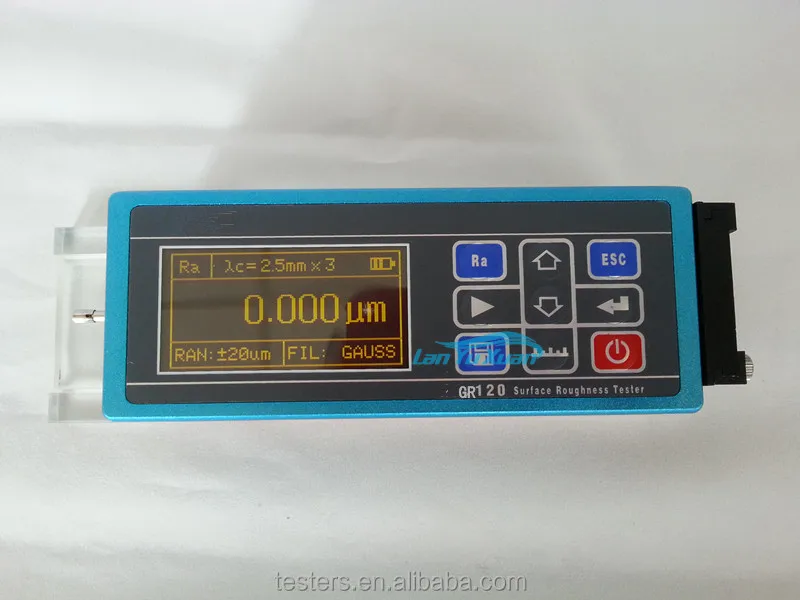 Ra λc=2.5mm×3
0.000μm
RAN:±20um FIL: GAUSS
Ra
ESC
LanTuYuan
GR120 Surface Roughness Tester
testers.en.alibaba.com